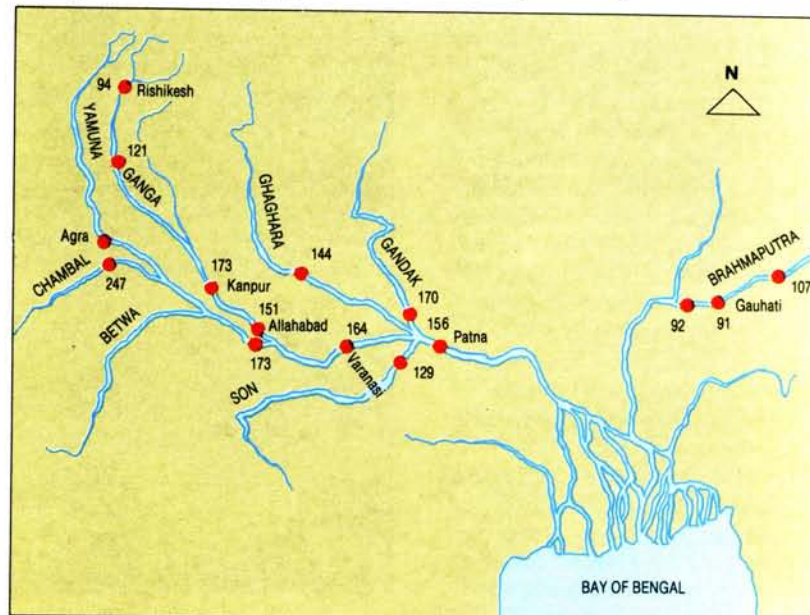 N
94
Rishikesh
YAMUNA
121
GANGA
GHAGHARA
Agra
CHAMBAL
247
144
GANDAK
BRAHMAPUTRA
107
173
Kanpur
170
92
91
Gauhati
BETWA
151
Allahabad
164
156
Patna
173
Varanasi
129
SON
BAY OF BENGAL